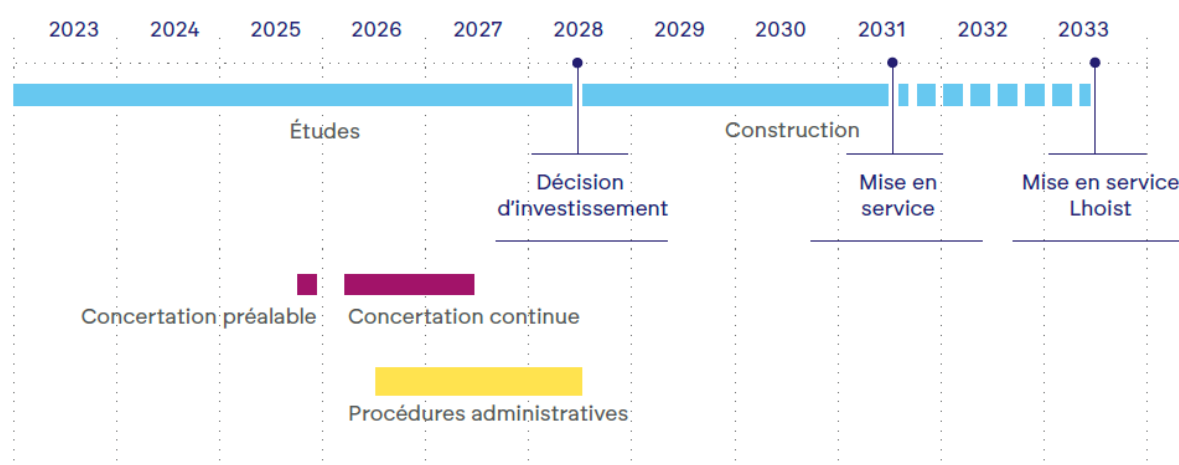 2023 2024 2025 2026 2027 2028 2029 2030 2031 2032 2033
Études
Construction
Décision
d'investissement
Mise en
service
Mise en service
Lhoist
Concertation préalable
Concertation continue
Procédures administratives